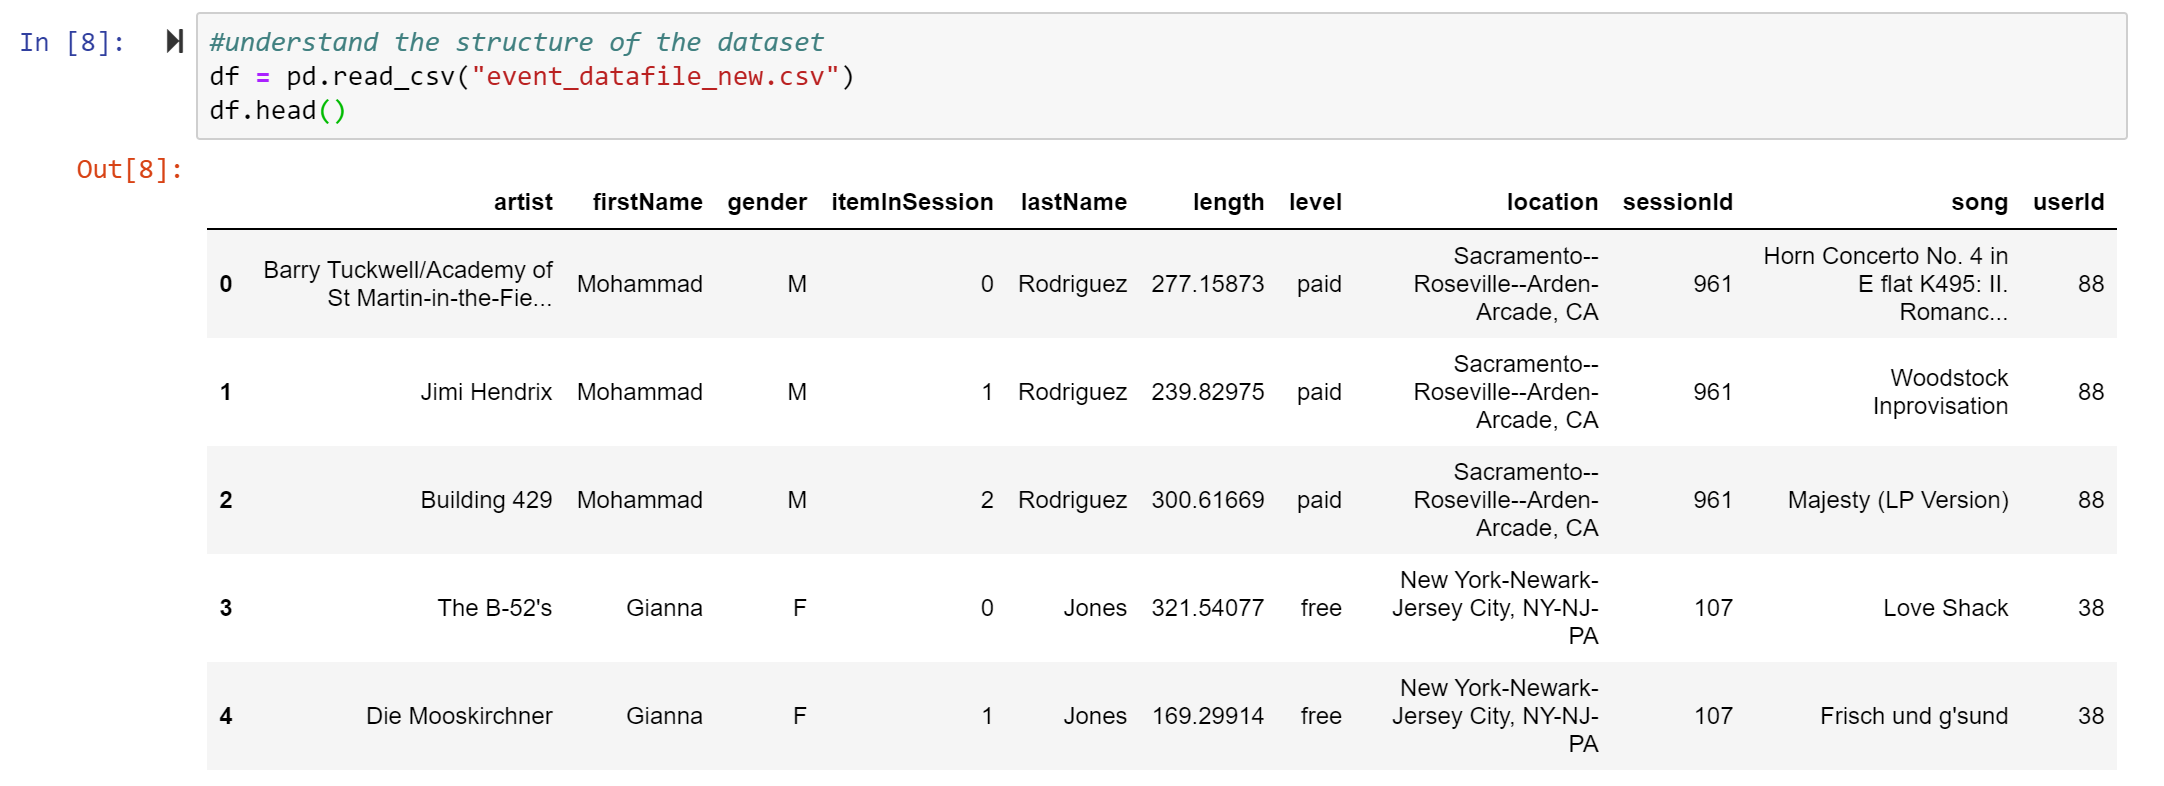 In [8]:
#understand the structure of the dataset
df = pd.read_csv("event_datafile_new.csv")
df.head()
Out[8]:
artist firstName gender itemInSession lastName length level location sessionId song userId
0 Barry Tuckwell/Academy of St Martin-in-the-Fie... Mohammad M 0 Rodriguez 277.15873 paid Sacramento--Roseville--Arden-Arcade, CA 961 Horn Concerto No. 4 in E flat K495: II. Romanc... 88
1 Jimi Hendrix Mohammad M 1 Rodriguez 239.82975 paid Sacramento--Roseville--Arden-Arcade, CA 961 Woodstock Inprovisation 88
2 Building 429 Mohammad M 2 Rodriguez 300.61669 paid Sacramento--Roseville--Arden-Arcade, CA 961 Majesty (LP Version) 88
3 The B-52's Gianna F 0 Jones 321.54077 free New York-Newark-Jersey City, NY-NJ-PA 107 Love Shack 38
4 Die Mooskirchner Gianna F 1 Jones 169.29914 free New York-Newark-Jersey City, NY-NJ-PA 107 Frisch und g'sund 38